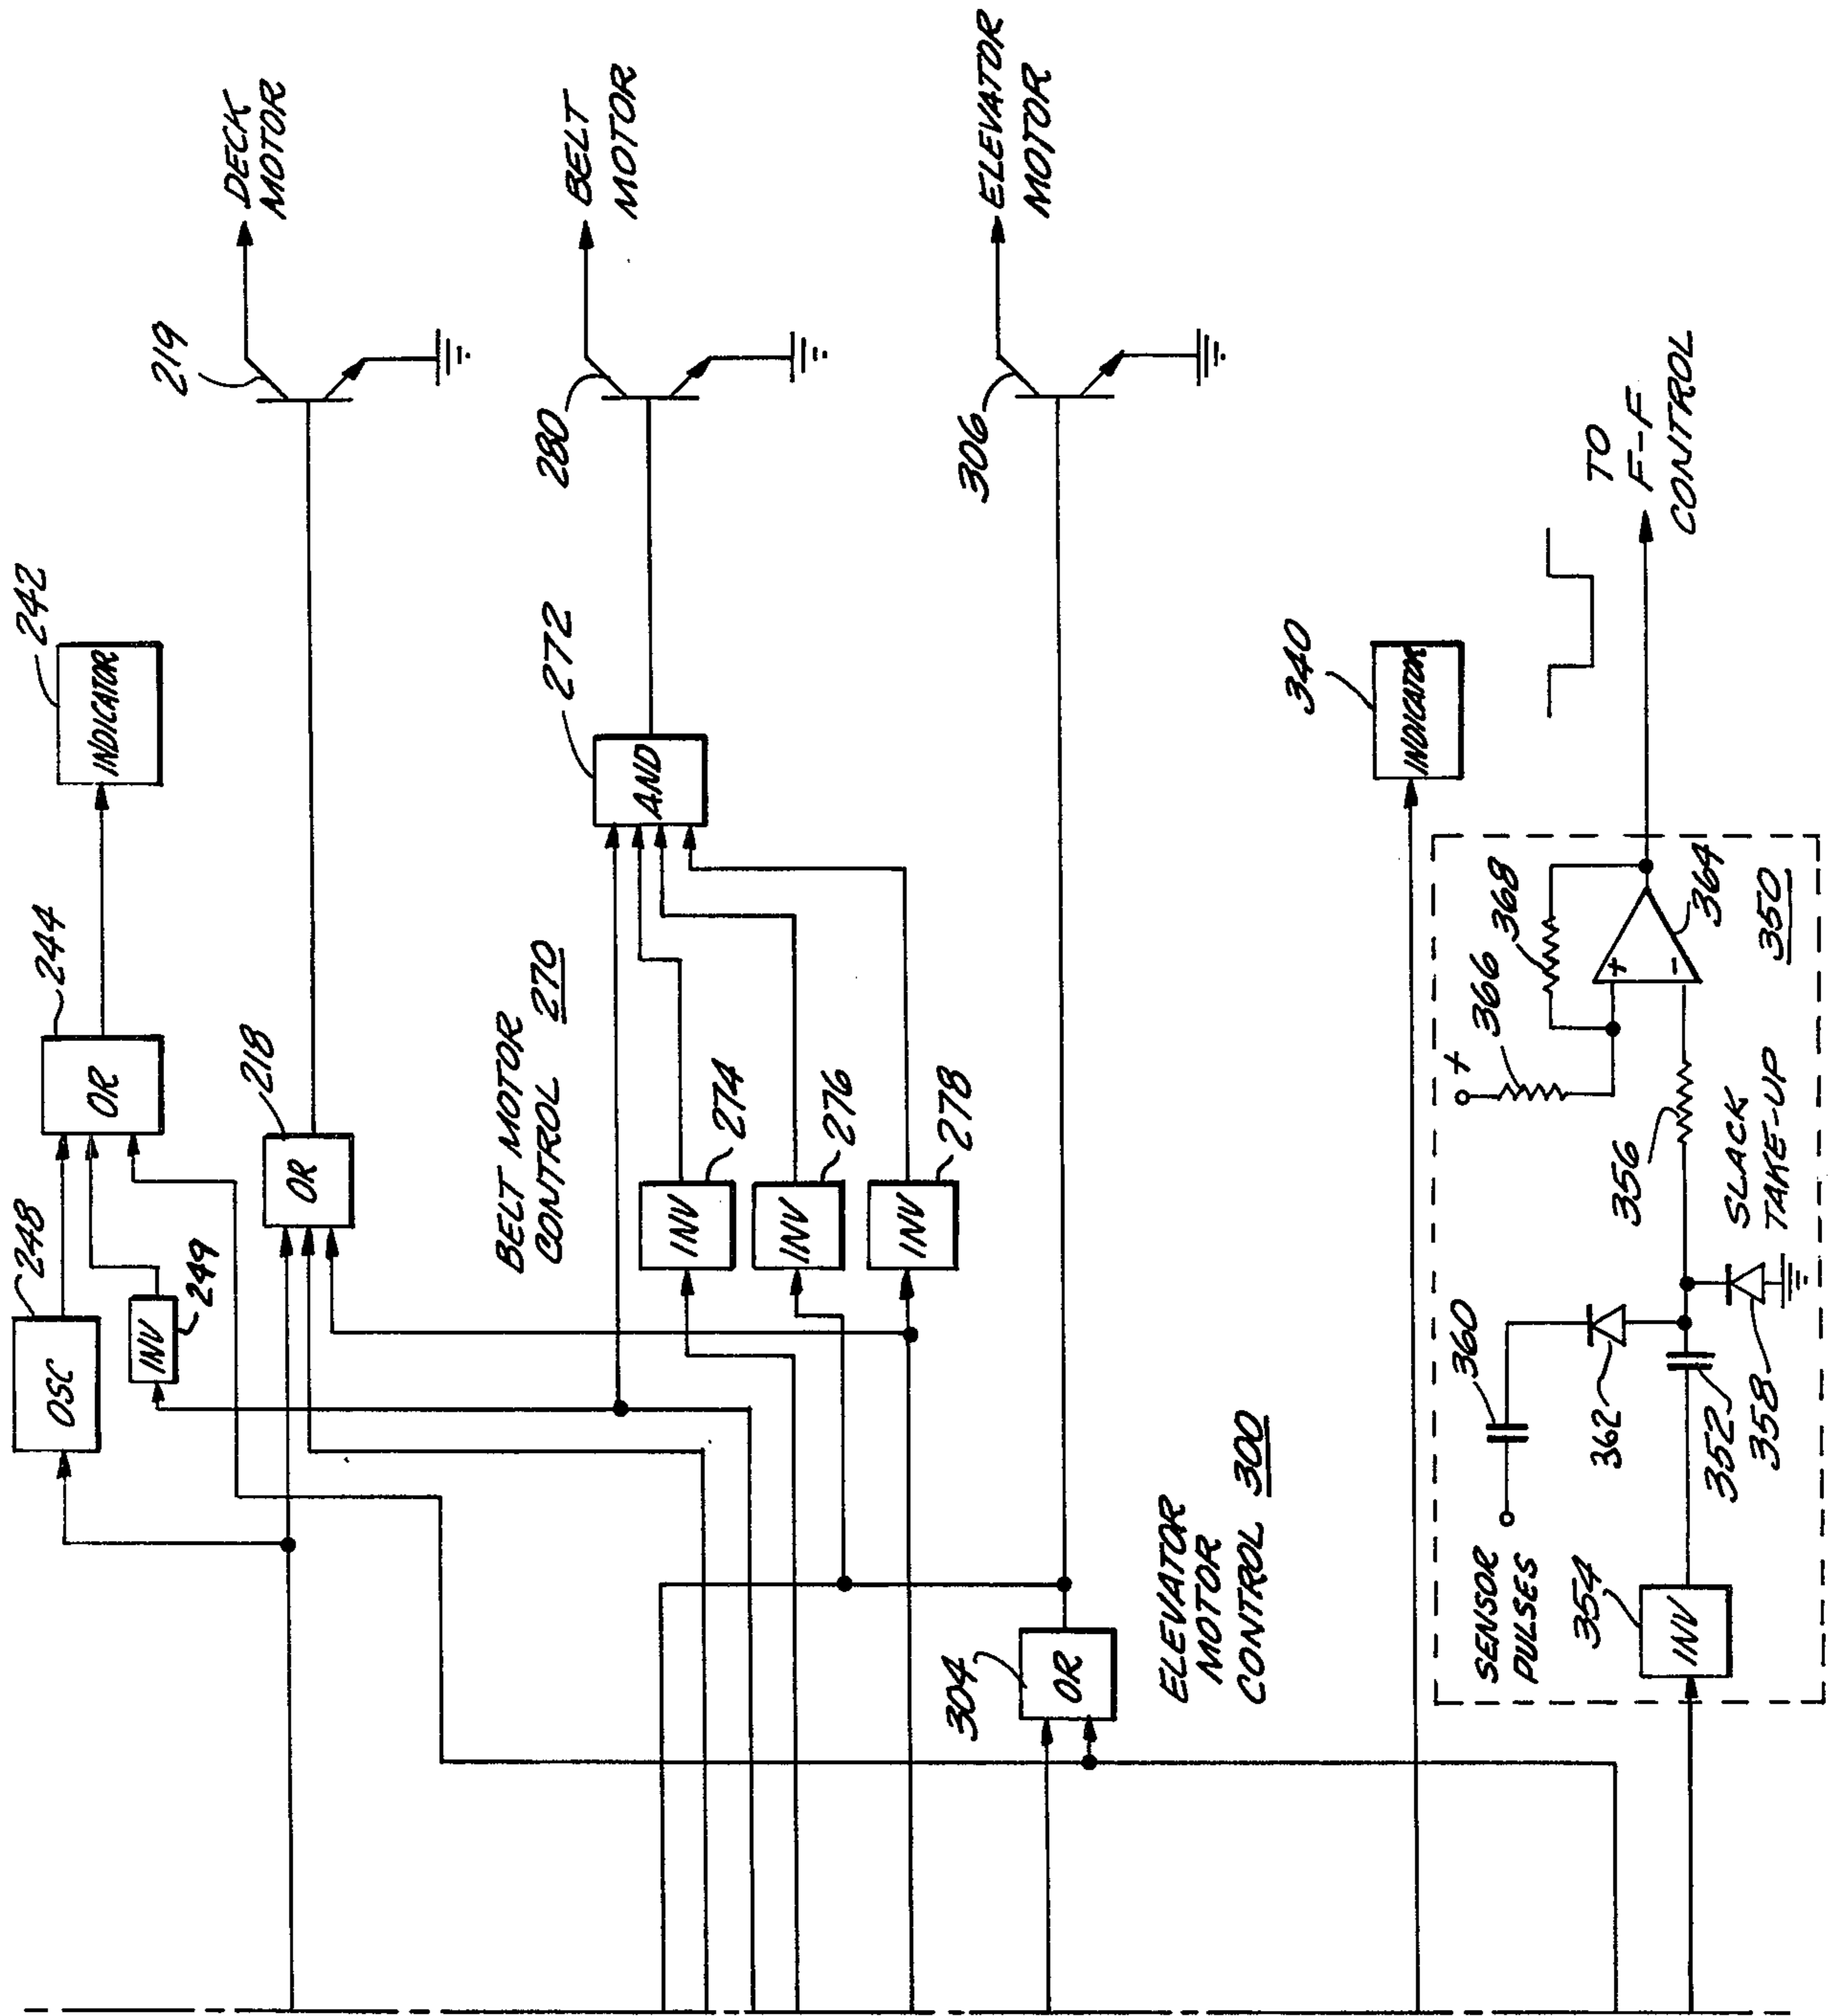 242
INDICATOR
244
OR
248
OSC
INV
249
219
DECK
MOTOR
218
OR
BELT MOTOR
CONTROL 270
272
AND
280
BELT
MOTOR
INV
274
INV
276
INV
278
306
ELEVATOR
MOTOR
304
OR
ELEVATOR
MOTOR
CONTROL 300
340
INDICATOR
TO
F-F
CONTROL
SENSOR
PULSES
360
362
354
INV
352
358
356
SLACK
TAKE-UP
+
366
368
+
-
364
350